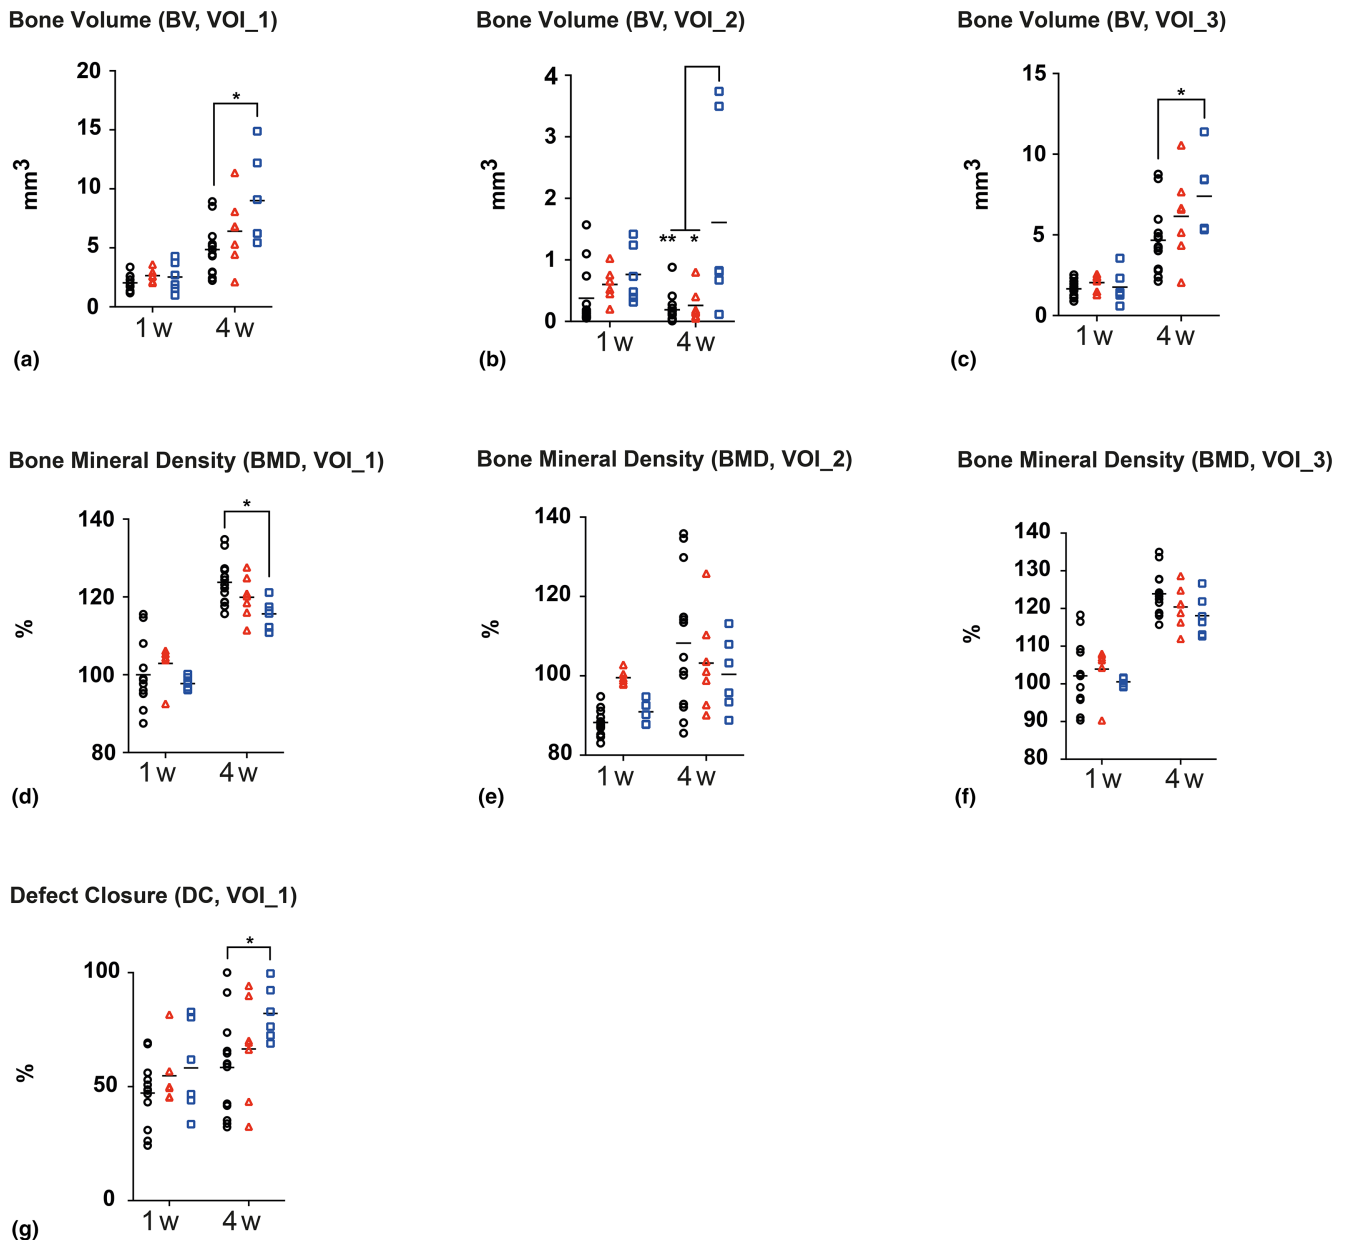 Bone Volume (BV, VOI_1)
20
15
10
5
0
mm3
*
1 w
4 w
(a)
Bone Volume (BV, VOI_2)
4
3
2
1
0
mm3
** *
1 w
4 w
(b)
Bone Volume (BV, VOI_3)
15
10
5
0
mm3
*
1 w
4 w
(c)
Bone Mineral Density (BMD, VOI_1)
140
120
100
80
%
*
1 w
4 w
(d)
Bone Mineral Density (BMD, VOI_2)
140
120
100
80
%
1 w
4 w
(e)
Bone Mineral Density (BMD, VOI_3)
140
130
120
110
100
90
80
%
1 w
4 w
(f)
Defect Closure (DC, VOI_1)
100
50
0
%
*
1 w
4 w
(g)